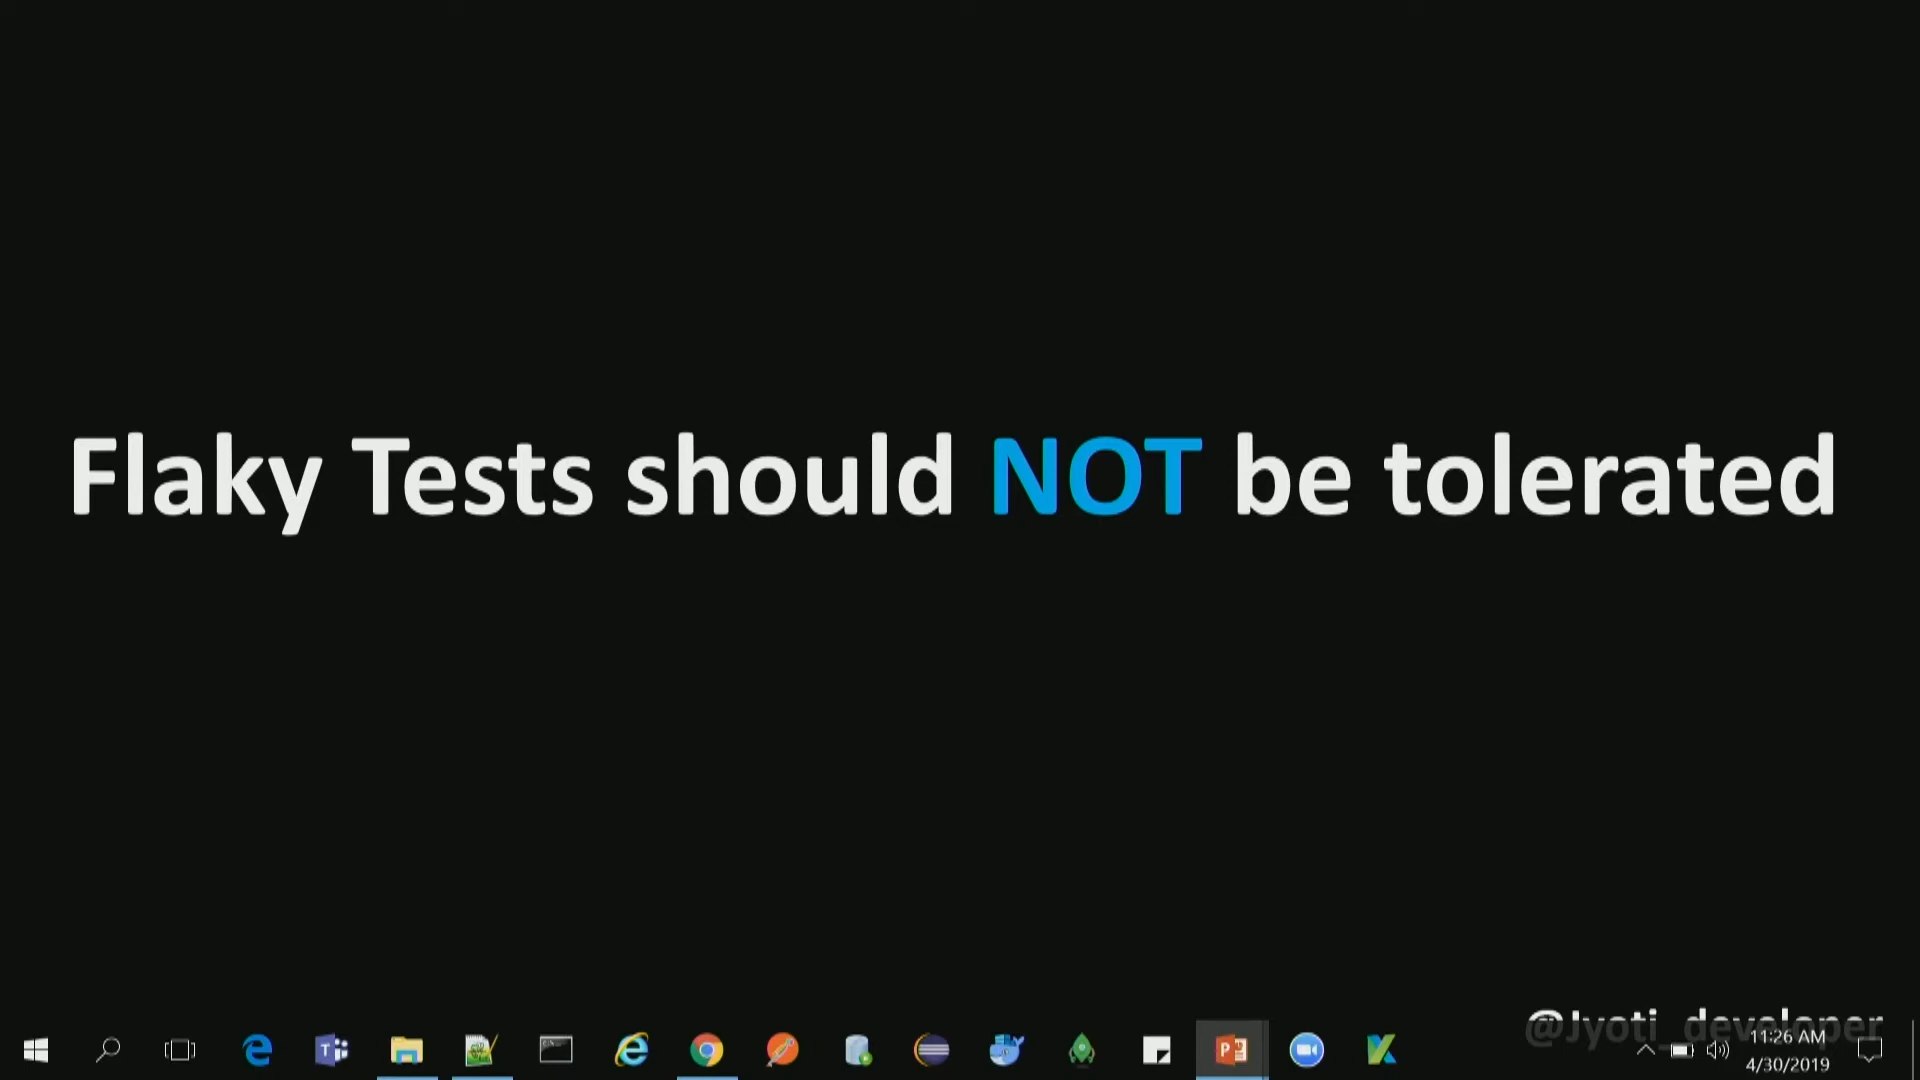 Flaky Tests should NOT be tolerated
@Jyoti_developer
11:26 AM
4/30/2019